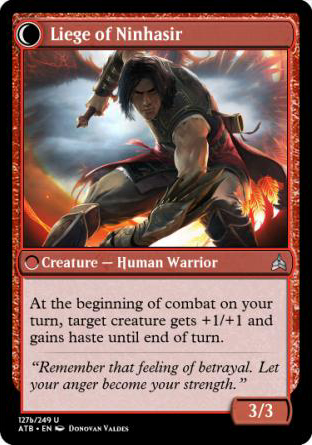 Liege of Ninhasir
Creature — Human Warrior
At the beginning of combat on your
turn, target creature gets +1/+1 and
gains haste until end of turn.
“Remember that feeling of betrayal. Let
your anger become your strength.”
3/3
127b/249 U
ATB • EN Donovan Valdes